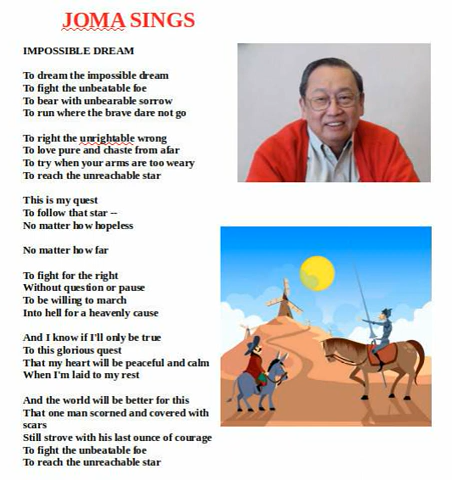 JOMA SINGS
IMPOSSIBLE DREAM
To dream the impossible dream
To fight the unbeatable foe
To bear with unbearable sorrow
To run where the brave dare not go
To right the unrightable wrong
To love pure and chaste from afar
To try when your arms are too weary
To reach the unreachable star
This is my quest
To follow that star --
No matter how hopeless
No matter how far
To fight for the right
Without question or pause
To be willing to march
Into hell for a heavenly cause
And I know if I'll only be true
To this glorious quest
That my heart will be peaceful and calm
When I'm laid to my rest
And the world will be better for this
That one man scorned and covered with
scars
Still strove with his last ounce of courage
To fight the unbeatable foe
To reach the unreachable star